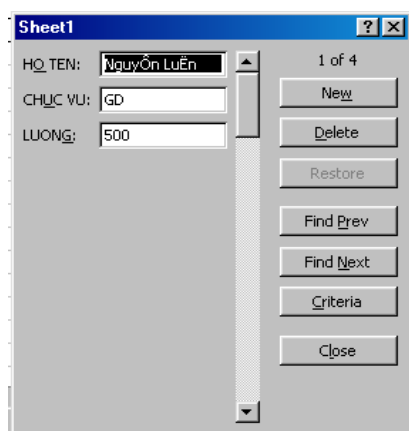 Sheet1
HO TEN: NguyÔn LuËn
CHUC VU: GD
LUONG: 500
1 of 4
New
Delete
Restore
Find Prev
Find Next
Criteria
Close